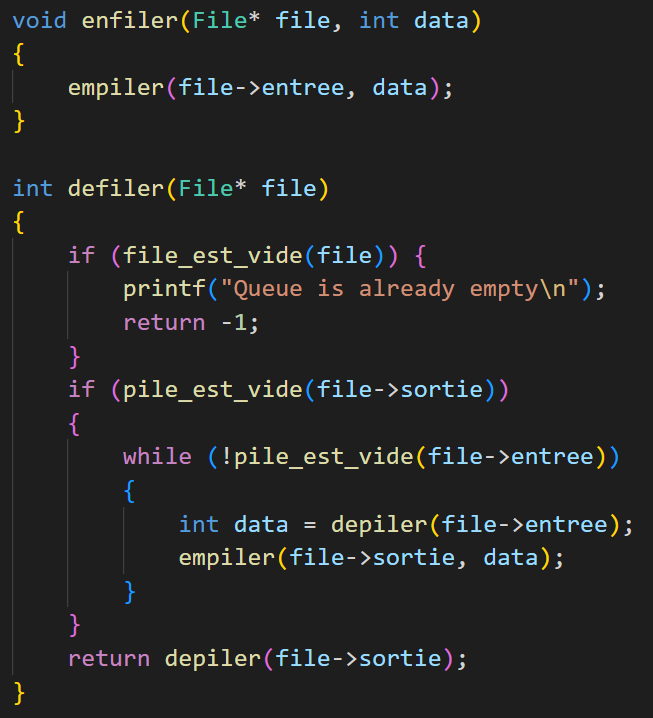 void enfiler(File* file, int data)
{
    empiler(file->entree, data);
}

int defiler(File* file)
{
    if (file_est_vide(file)) {
        printf("Queue is already empty\n");
        return -1;
    }
    if (pile_est_vide(file->sortie))
    {
        while (!pile_est_vide(file->entree))
        {
            int data = depiler(file->entree);
            empiler(file->sortie, data);
        }
    }
    return depiler(file->sortie);
}